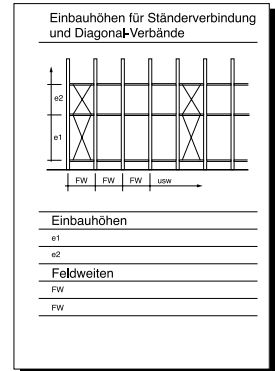 Einbauhöhen für Ständerverbindung
und Diagonal-Verbände
e2
e1
FW FW FW usw
Einbauhöhen
e1
e2
Feldweiten
FW
FW